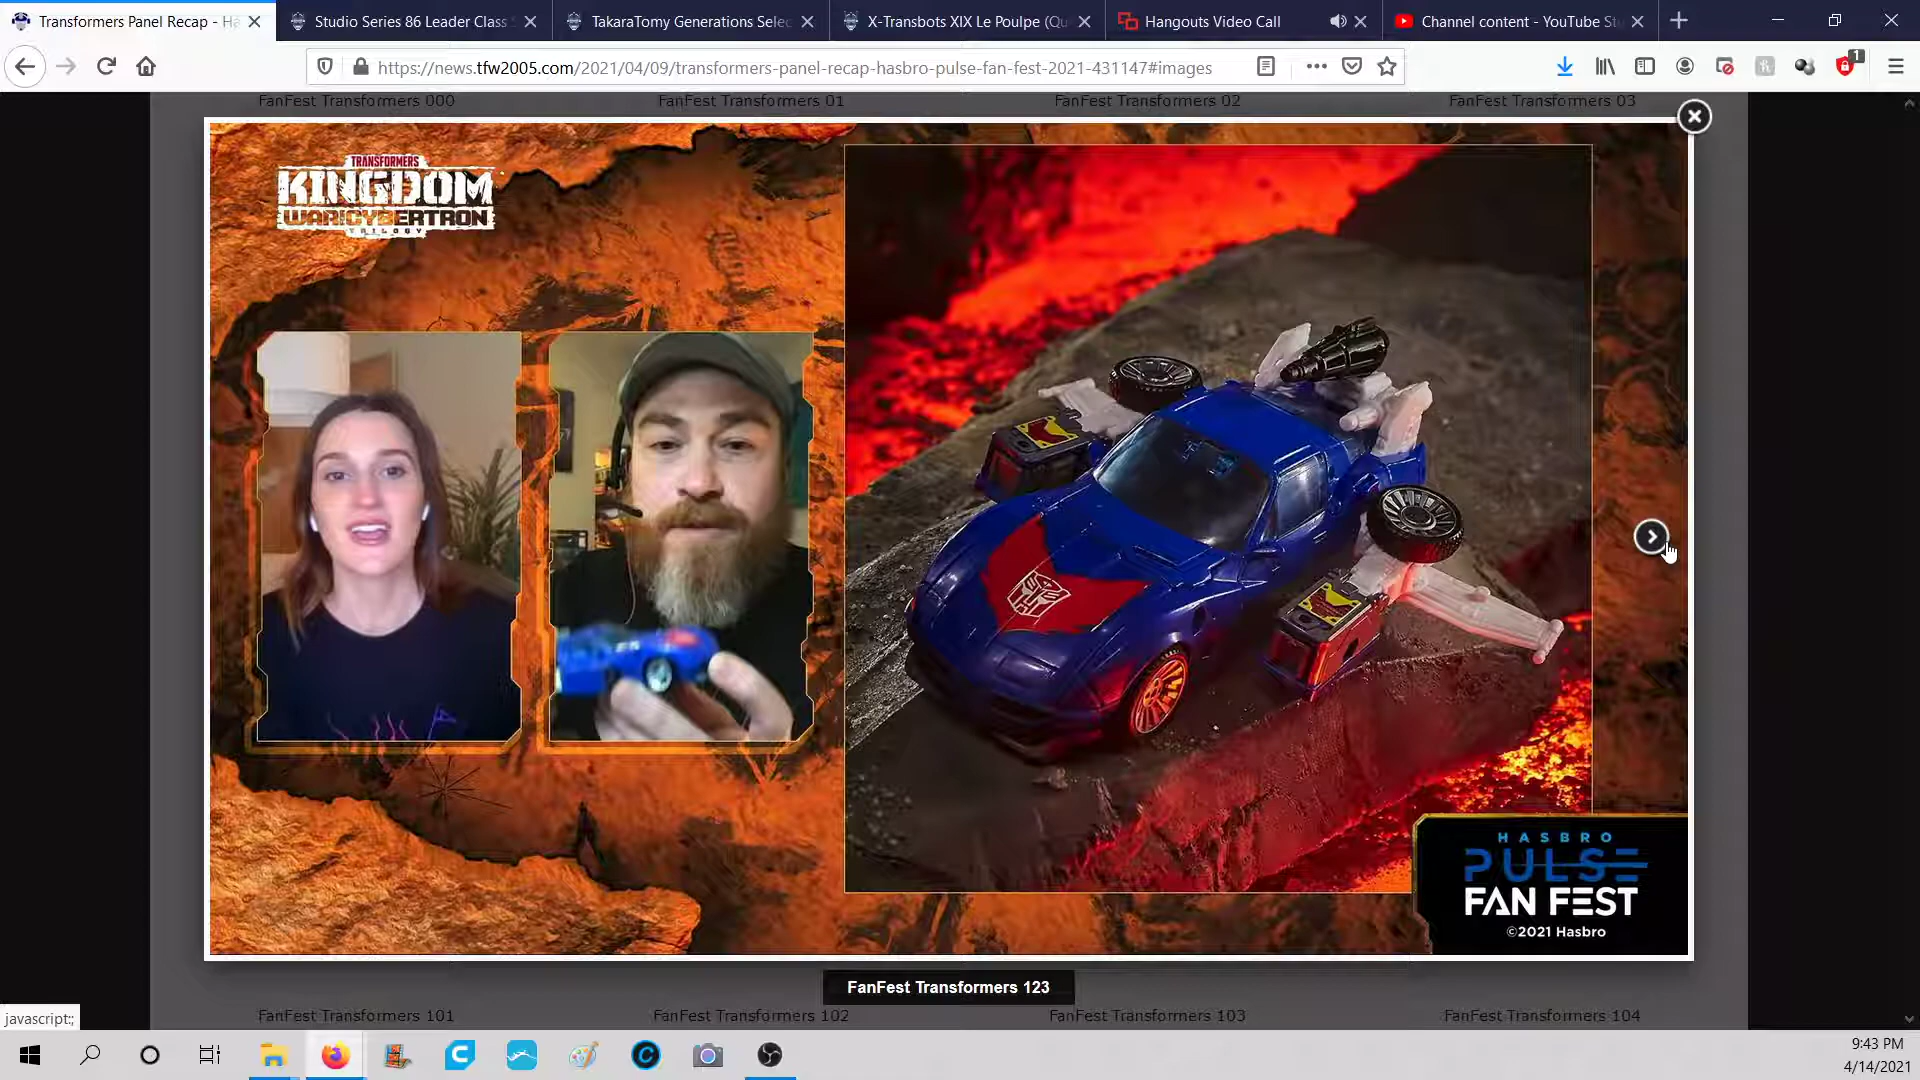 Transformers Panel Recap - Ha
Studio Series 86 Leader Class
TakaraTomy Generations Selec
X-Transbots XIX Le Poulpe (Qu
Hangouts Video Call
Channel content - YouTube Stu
https://news.tfw2005.com/2021/04/09/transformers-panel-recap-hasbro-pulse-fan-fest-2021-431147#images
1
FanFest Transformers 000
FanFest Transformers 01
FanFest Transformers 02
FanFest Transformers 03
TRANSFORMERS
KINGDOM
WAR FOR CYBERTRON
TRILOGY
HASBRO
PULSE
FAN FEST
©2021 Hasbro
FanFest Transformers 123
FanFest Transformers 101
FanFest Transformers 102
FanFest Transformers 103
FanFest Transformers 104
javascript:;
9:43 PM
4/14/2021